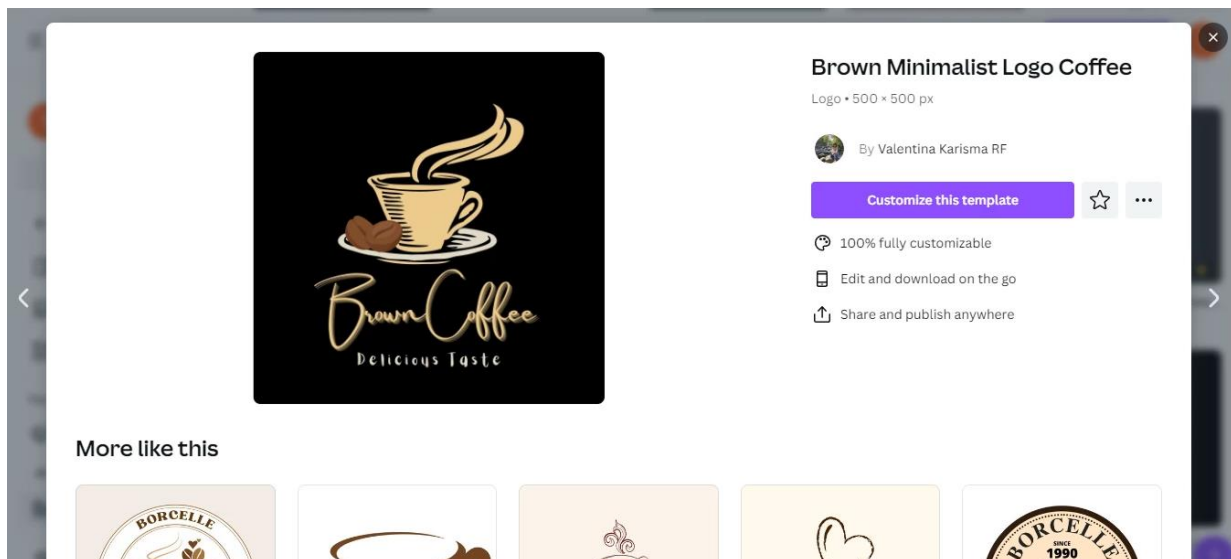 Brown Minimalist Logo Coffee
Logo • 500 × 500 px
By Valentina Karisma RF
Customize this template
100% fully customizable
Edit and download on the go
Share and publish anywhere
Brown Coffee
Delicious Taste
More like this
BORCELLE
BORCELLE
SINCE
1990